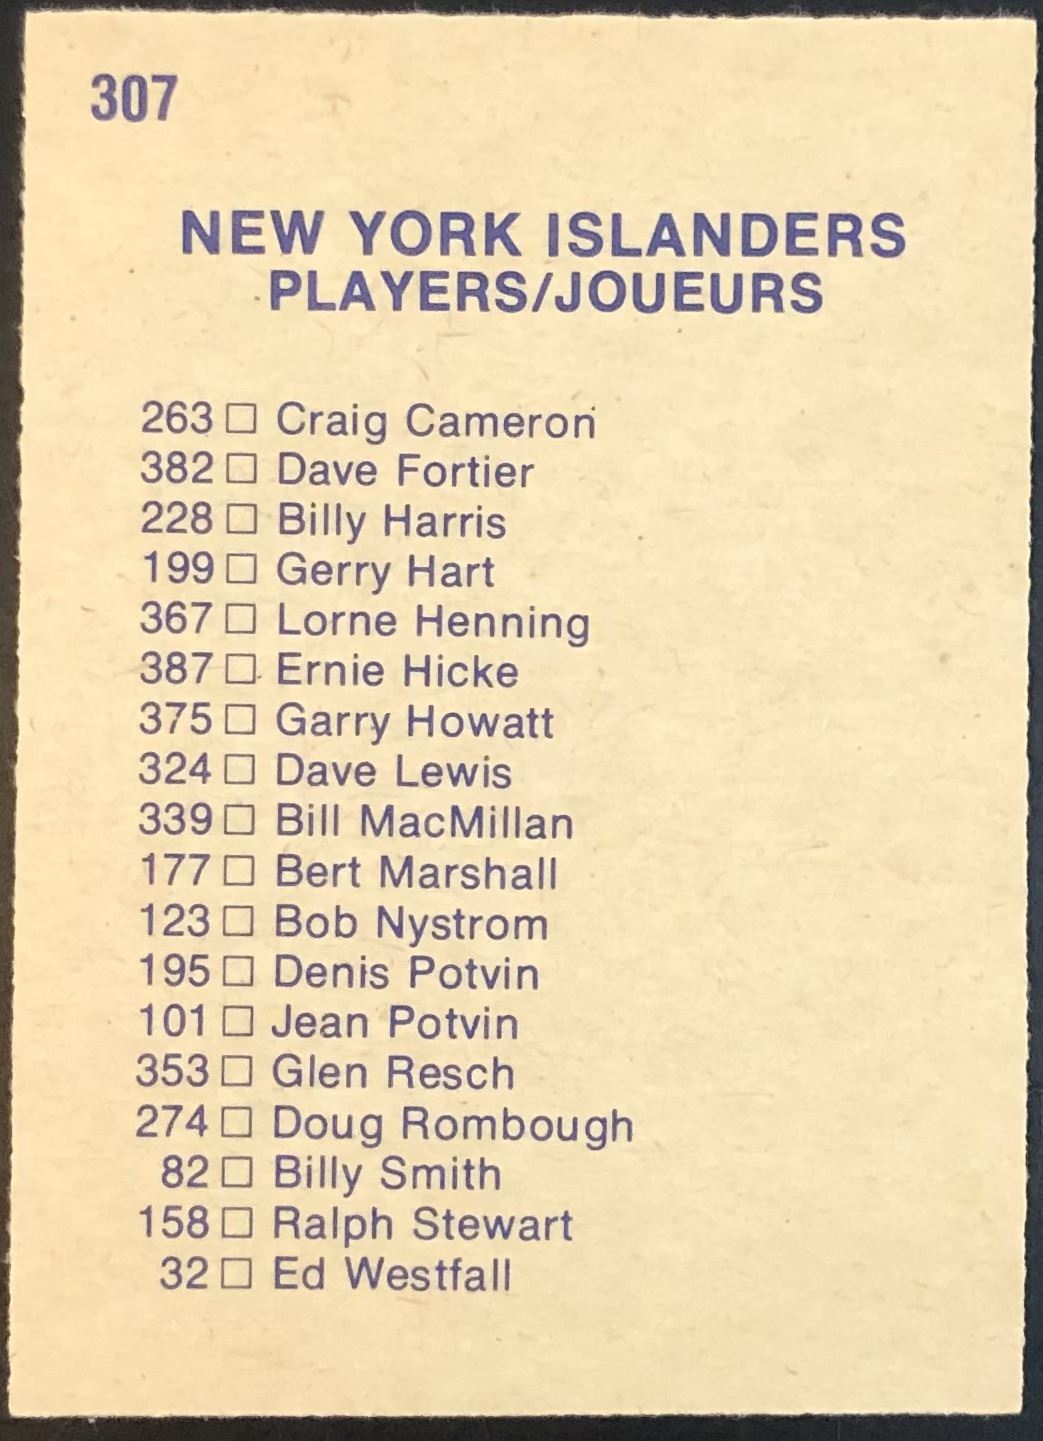 307
NEW YORK ISLANDERS
PLAYERS/JOUEURS
263 □ Craig Cameron
382 □ Dave Fortier
228 □ Billy Harris
199 □ Gerry Hart
367 □ Lorne Henning
387 □ Ernie Hicke
375 □ Garry Howatt
324 □ Dave Lewis
339 □ Bill MacMillan
177 □ Bert Marshall
123 □ Bob Nystrom
195 □ Denis Potvin
101 □ Jean Potvin
353 □ Glen Resch
274 □ Doug Rombough
82 □ Billy Smith
158 □ Ralph Stewart
32 □ Ed Westfall